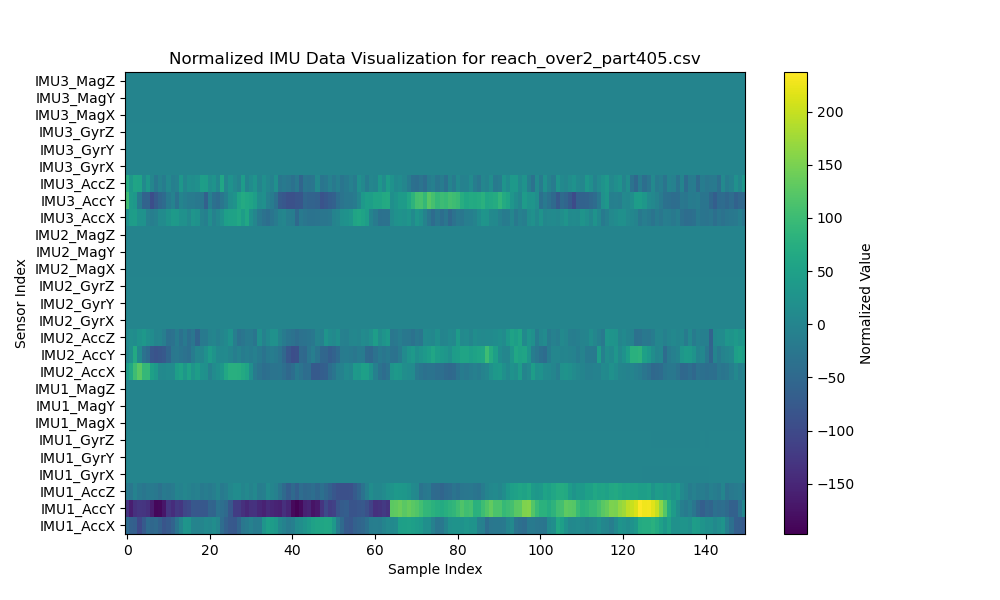 Normalized IMU Data Visualization for reach_over2_part405.csv
Sensor Index
IMU3_MagZ
IMU3_MagY
IMU3_MagX
IMU3_GyrZ
IMU3_GyrY
IMU3_GyrX
IMU3_AccZ
IMU3_AccY
IMU3_AccX
IMU2_MagZ
IMU2_MagY
IMU2_MagX
IMU2_GyrZ
IMU2_GyrY
IMU2_GyrX
IMU2_AccZ
IMU2_AccY
IMU2_AccX
IMU1_MagZ
IMU1_MagY
IMU1_MagX
IMU1_GyrZ
IMU1_GyrY
IMU1_GyrX
IMU1_AccZ
IMU1_AccY
IMU1_AccX
0 20 40 60 80 100 120 140
Sample Index
200
150
100
50
0
−50
−100
−150
Normalized Value